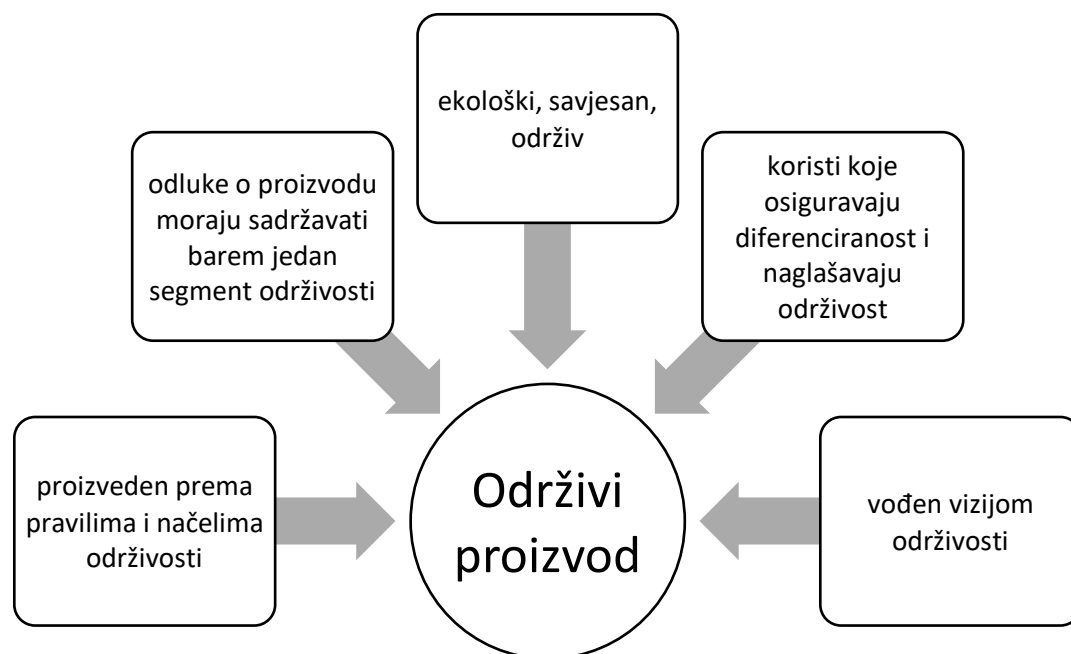 ekološki, savjesan,
održiv
odluke o proizvodu
moraju sadržavati
barem jedan
segment održivosti
koristi koje
osiguravaju
diferenciranost i
naglašavaju
održivost
proizveden prema
pravilima i načelima
održivosti
Održivi
proizvod
vođen vizijom
održivosti